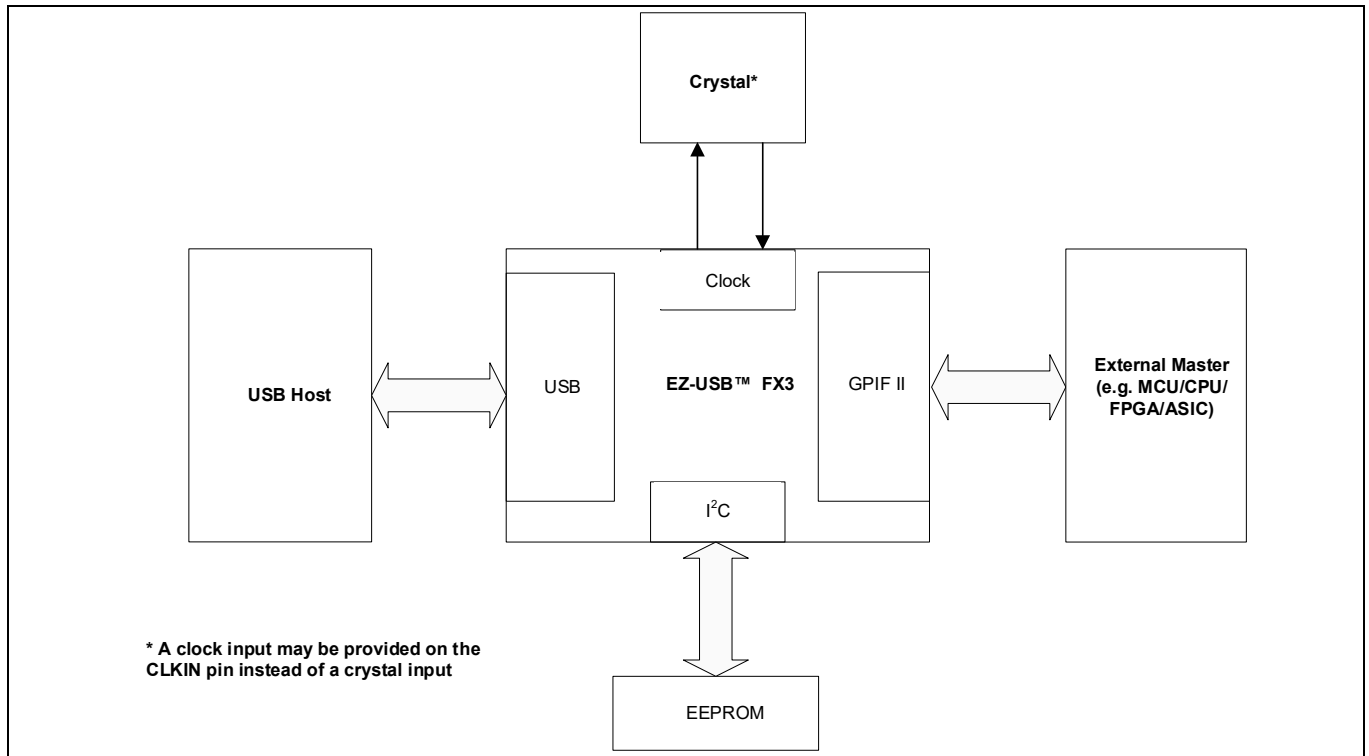 Crystal*
Clock
USB Host
USB
EZ-USB™ FX3
GPIF II
External Master
(e.g. MCU/CPU/
FPGA/ASIC)
I²C
* A clock input may be provided on the
CLKIN pin instead of a crystal input
EEPROM